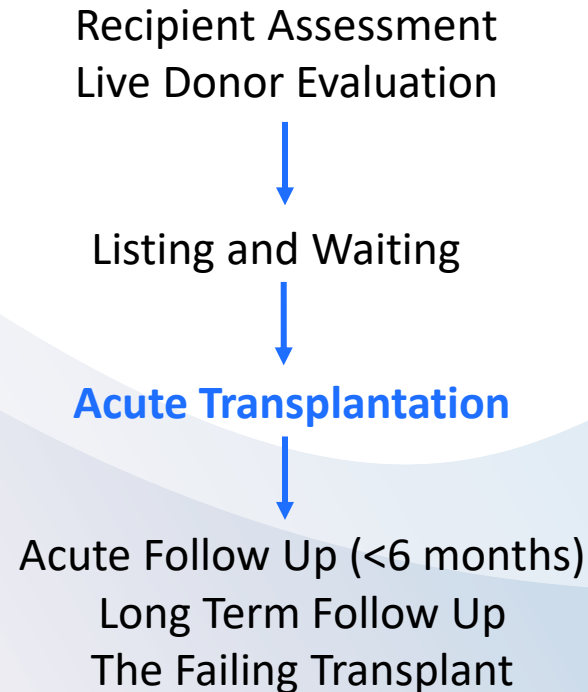 Recipient Assessment
Live Donor Evaluation
Listing and Waiting
Acute Transplantation
Acute Follow Up (<6 months)
Long Term Follow Up
The Failing Transplant